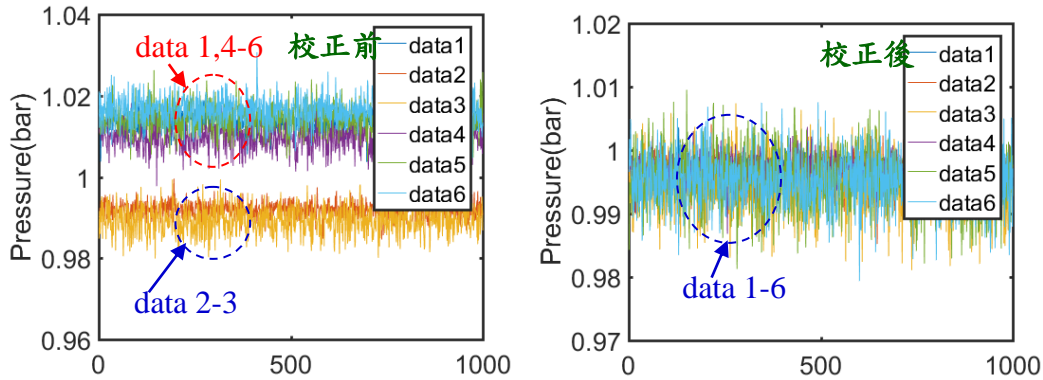 1.04
1.02
1
0.98
0.96
Pressure(bar)
0
500
1000
data 1,4-6
校正前
data1
data2
data3
data4
data5
data6
data 2-3
1.02
1.01
1
0.99
0.98
0.97
Pressure(bar)
0
500
1000
校正後
data1
data2
data3
data4
data5
data6
data 1-6